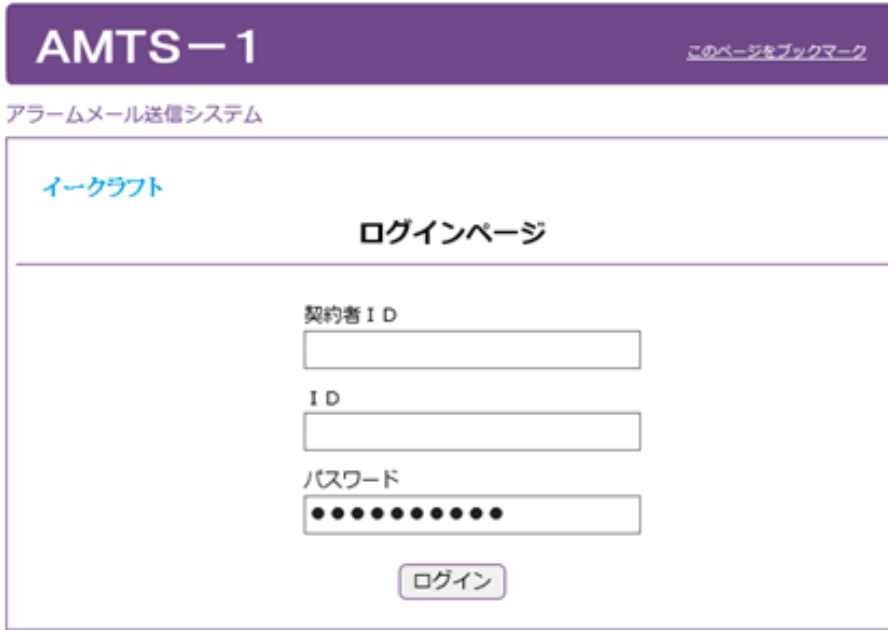 AMTS－1
このページをブックマーク
アラームメール送信システム
イークラフト
ログインページ
契約者ＩＤ
ＩＤ
パスワード
●●●●●●●●●●
ログイン